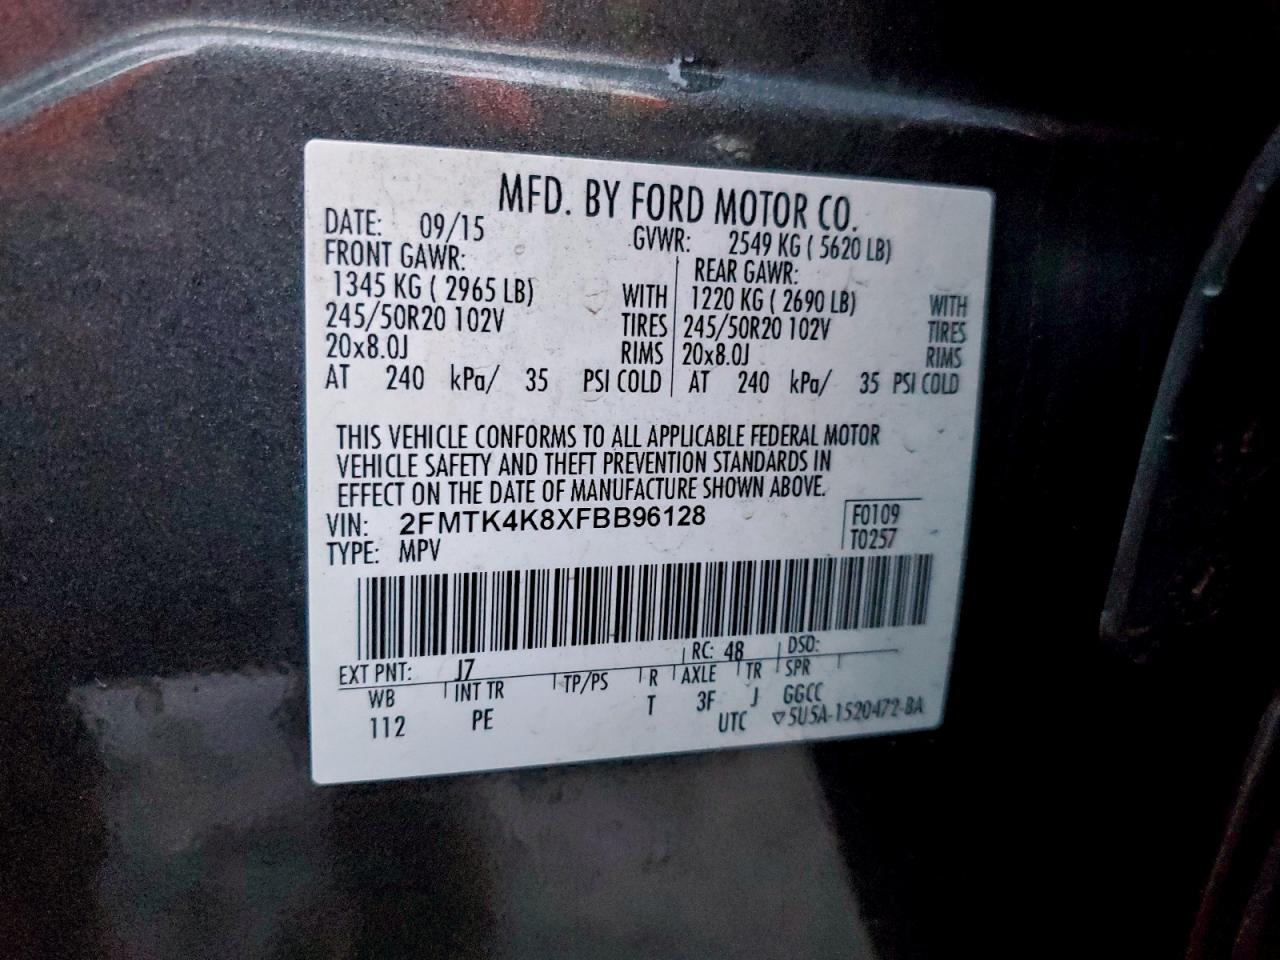 MFD. BY FORD MOTOR CO.
DATE: 09/15 GVWR: 2549 KG ( 5620 LB)
FRONT GAWR: REAR GAWR:
1345 KG ( 2965 LB) WITH 1220 KG ( 2690 LB) WITH
245/50R20 102V TIRES 245/50R20 102V TIRES
20x8.0J RIMS 20x8.0J RIMS
AT 240 kPa/ 35 PSI COLD AT 240 kPa/ 35 PSI COLD
THIS VEHICLE CONFORMS TO ALL APPLICABLE FEDERAL MOTOR
VEHICLE SAFETY AND THEFT PREVENTION STANDARDS IN
EFFECT ON THE DATE OF MANUFACTURE SHOWN ABOVE.
VIN: 2FMTK4K8XFBB96128 F0109
TYPE: MPV T0257
EXT PNT: J7 RC: 48 DSO:
WB INT TR TP/PS R AXLE TR SPR
112 PE T 3F J GGCC
UTC ▽5U5A-1520472-BA